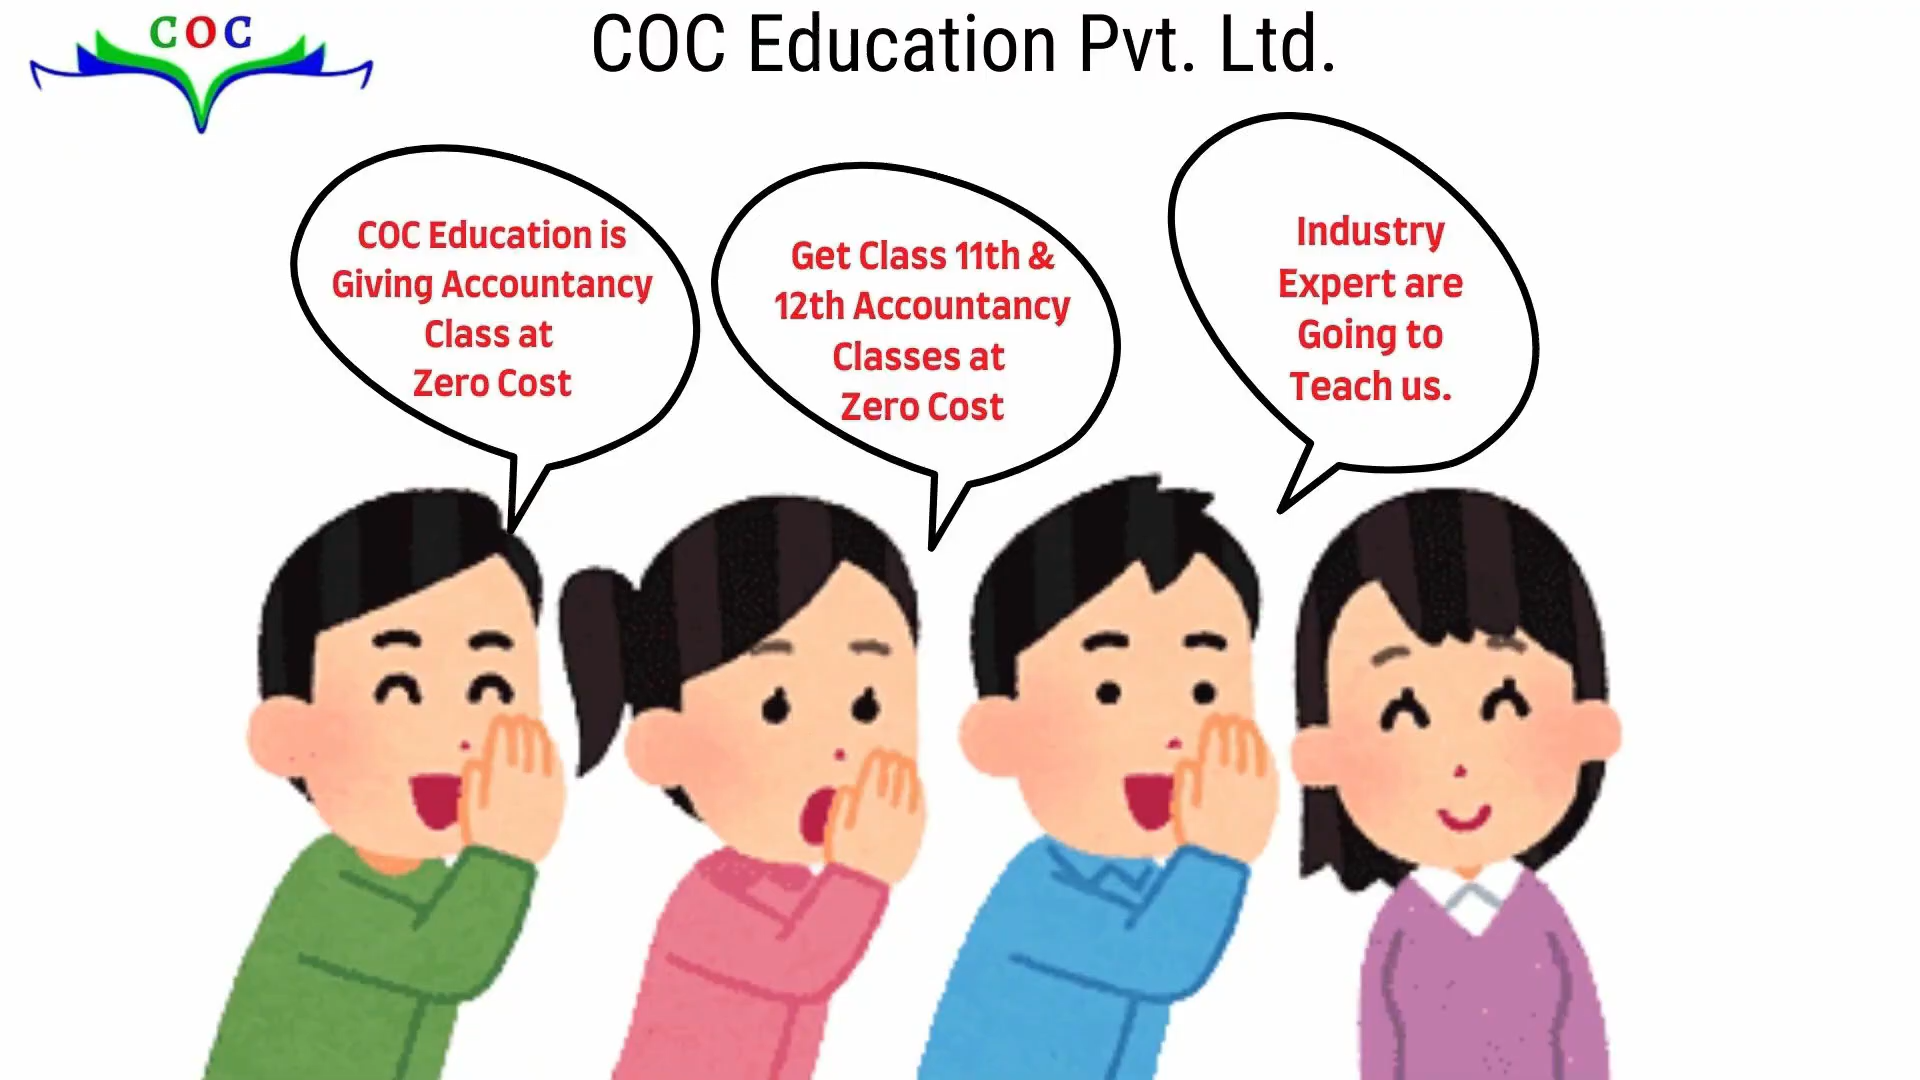 COC
COC Education Pvt. Ltd.
COC Education is
Giving Accountancy
Class at
Zero Cost
Get Class 11th &
12th Accountancy
Classes at
Zero Cost
Industry
Expert are
Going to
Teach us.